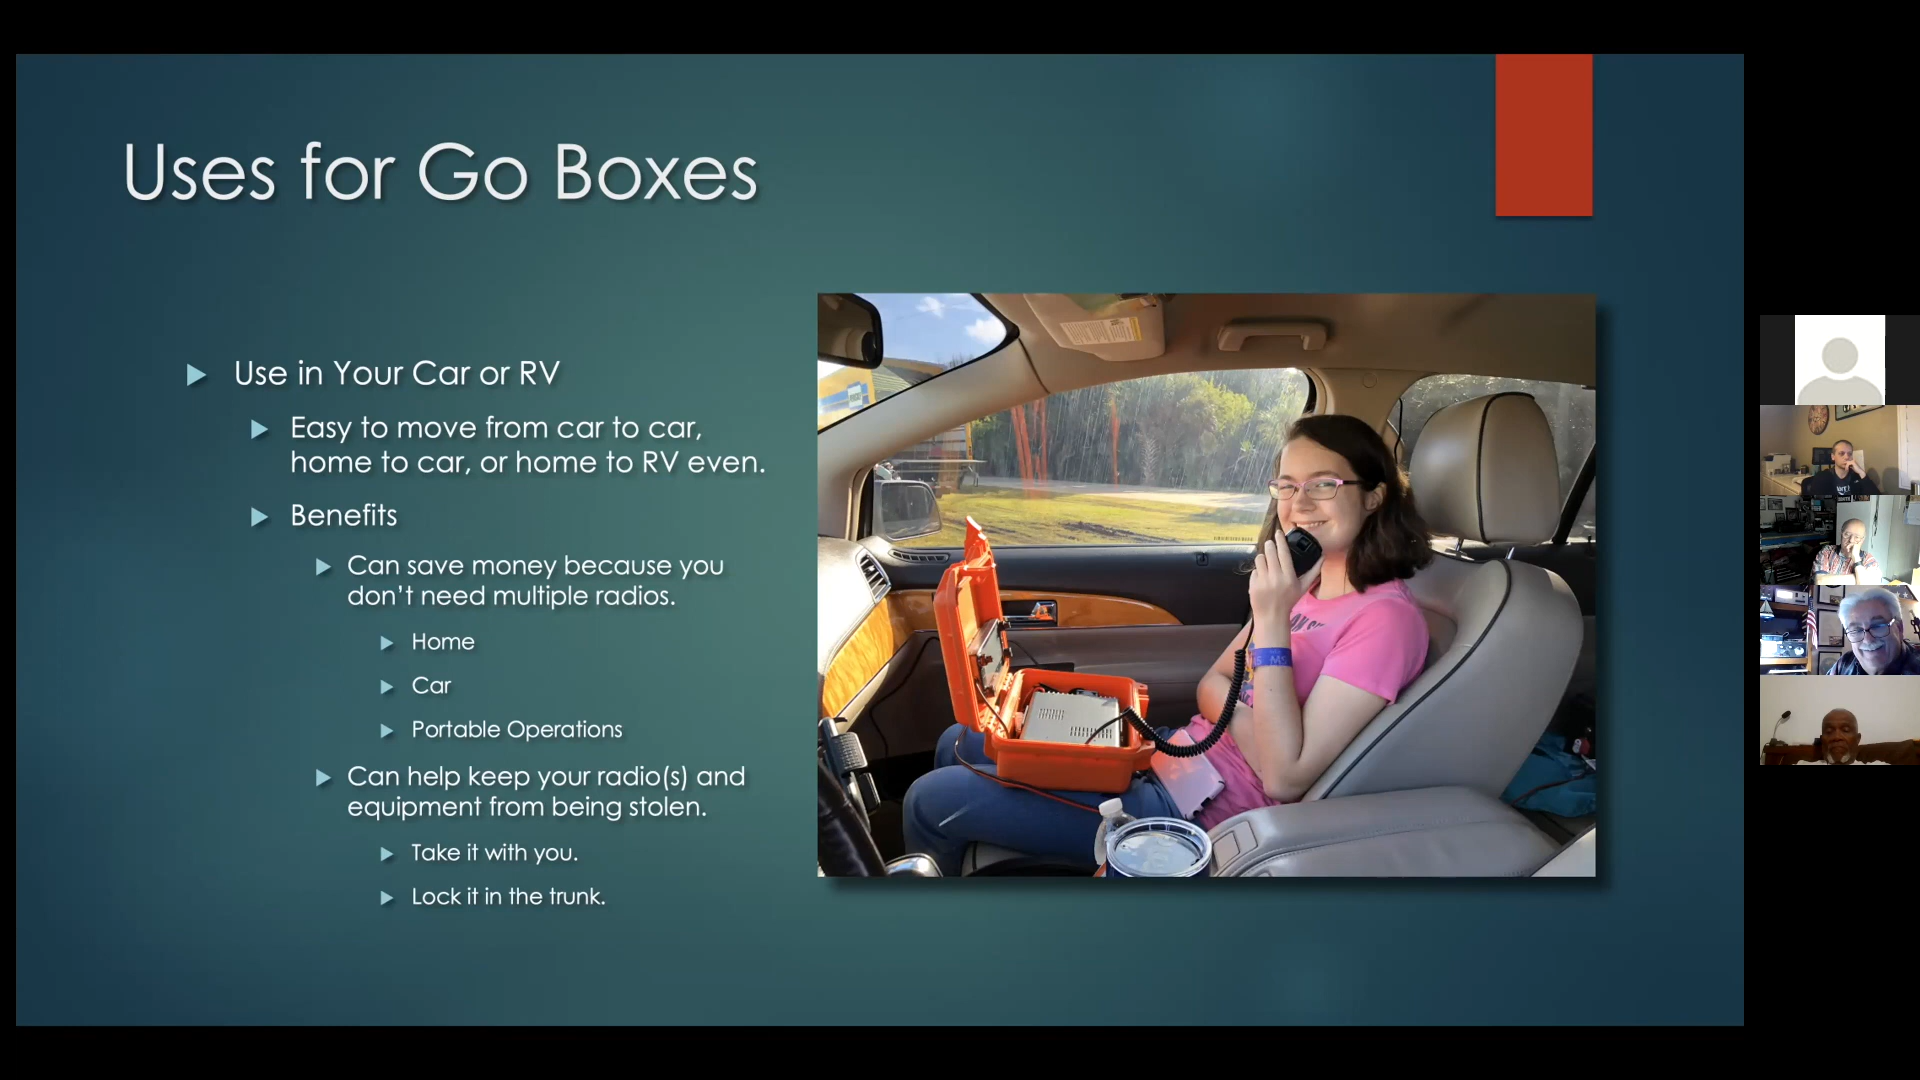 Uses for Go Boxes
Use in Your Car or RV
Easy to move from car to car,
home to car, or home to RV even.
Benefits
Can save money because you
don't need multiple radios.
Home
Car
Portable Operations
Can help keep your radio(s) and
equipment from being stolen.
Take it with you.
Lock it in the trunk.